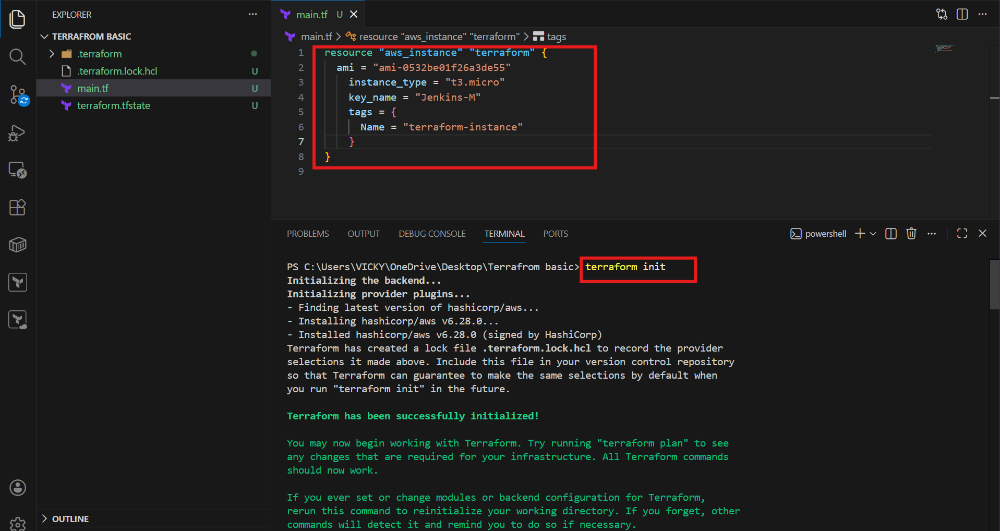 EXPLORER
TERRAFROM BASIC
.terraform
.terraform.lock.hcl U
main.tf U
terraform.tfstate U
OUTLINE
main.tf U
main.tf > resource "aws_instance" "terraform" > tags
1 resource "aws_instance" "terraform" {
2 ami = "ami-0532be01f26a3de55"
3 instance_type = "t3.micro"
4 key_name = "Jenkins-M"
5 tags = {
6 Name = "terraform-instance"
7 }
8 }
9
PROBLEMS OUTPUT DEBUG CONSOLE TERMINAL PORTS
powershell
PS C:\Users\VICKY\OneDrive\Desktop\Terrafrom basic> terraform init
Initializing the backend...
Initializing provider plugins...
- Finding latest version of hashicorp/aws...
- Installing hashicorp/aws v6.28.0...
- Installed hashicorp/aws v6.28.0 (signed by HashiCorp)
Terraform has created a lock file .terraform.lock.hcl to record the provider
selections it made above. Include this file in your version control repository
so that Terraform can guarantee to make the same selections by default when
you run "terraform init" in the future.
Terraform has been successfully initialized!
You may now begin working with Terraform. Try running "terraform plan" to see
any changes that are required for your infrastructure. All Terraform commands
should now work.
If you ever set or change modules or backend configuration for Terraform,
rerun this command to reinitialize your working directory. If you forget, other
commands will detect it and remind you to do so if necessary.